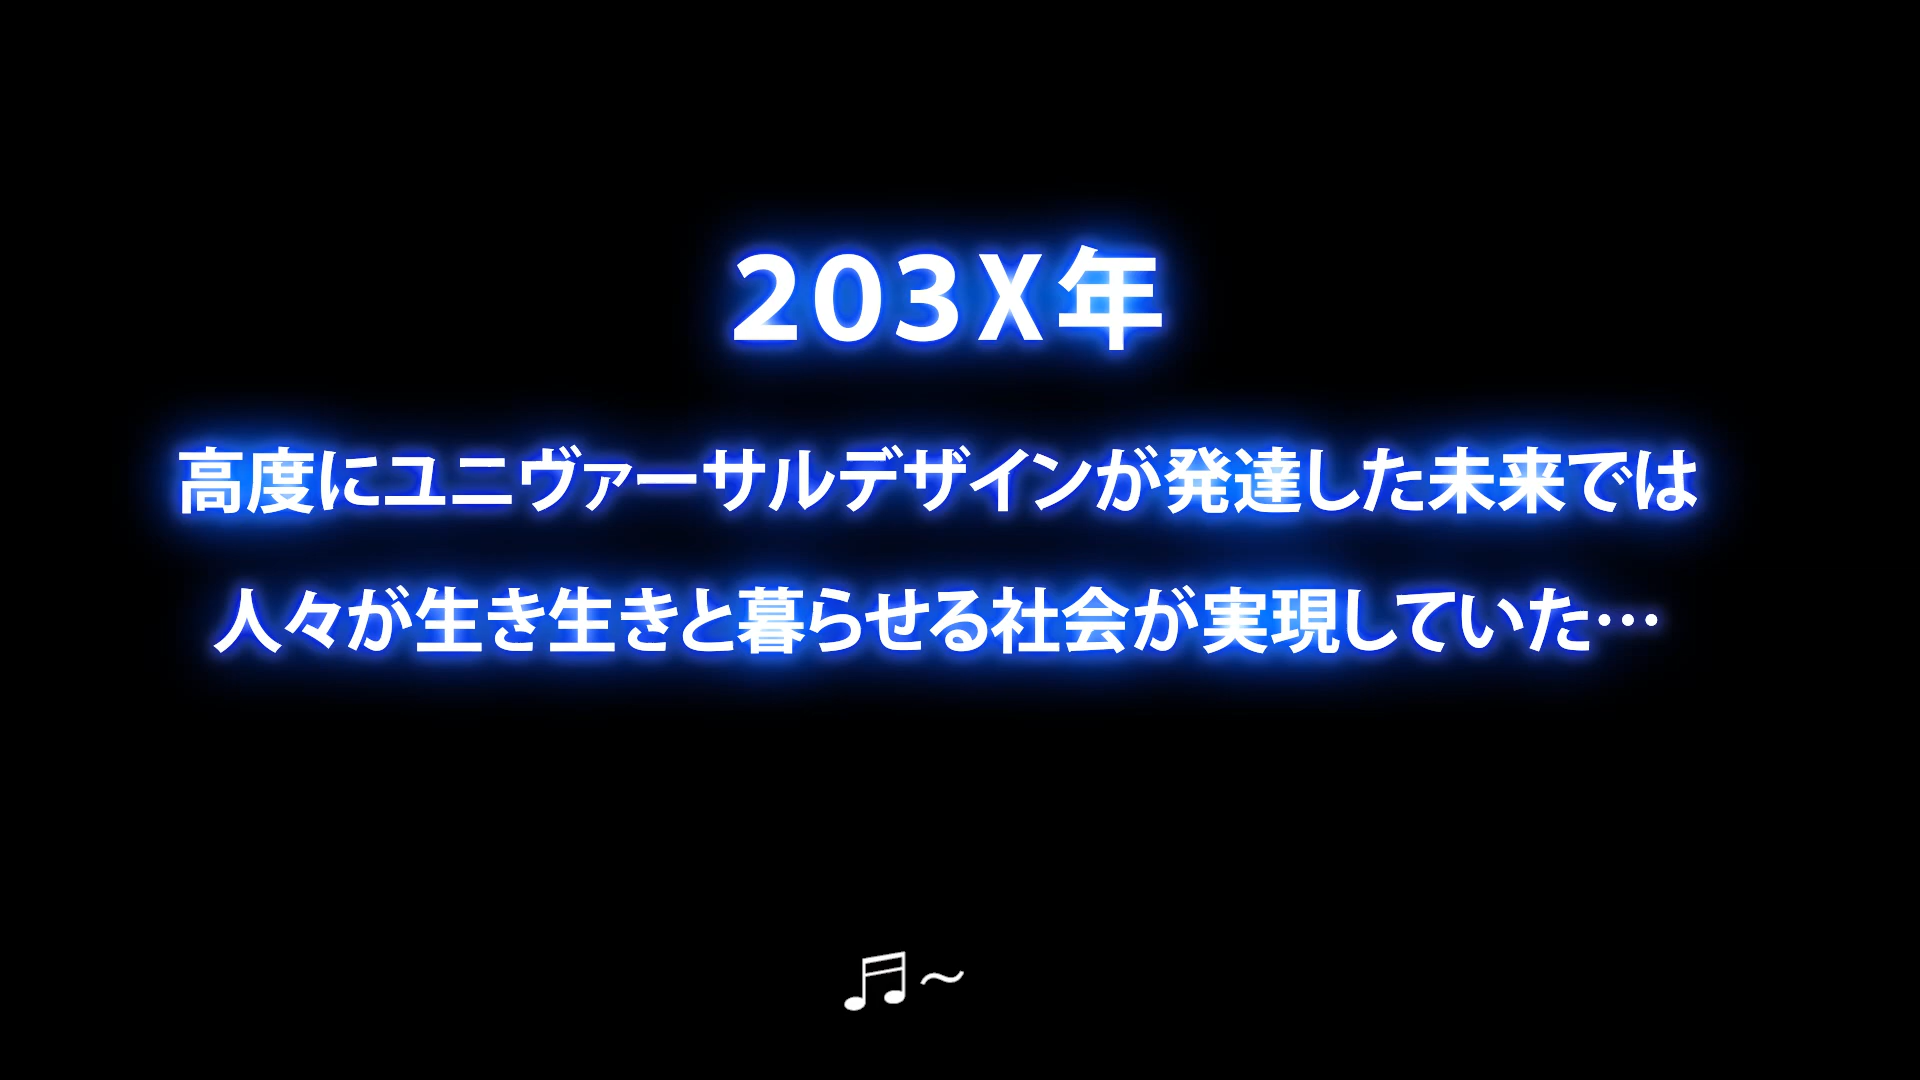 203X年
高度にユニヴァーサルデザインが発達した未来では
人々が生き生きと暮らせる社会が実現していた…
♬～